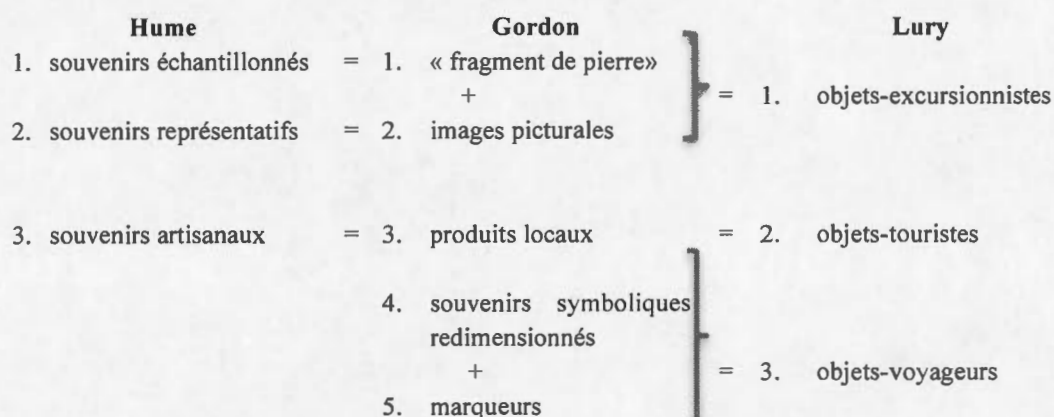 Hume Gordon Lury
1. souvenirs échantillonnés = 1. « fragment de pierre»
+
= 1. objets-excursionnistes
2. souvenirs représentatifs = 2. images picturales
3. souvenirs artisanaux = 3. produits locaux = 2. objets-touristes
4. souvenirs symboliques
redimensionnés
+
= 3. objets-voyageurs
5. marqueurs